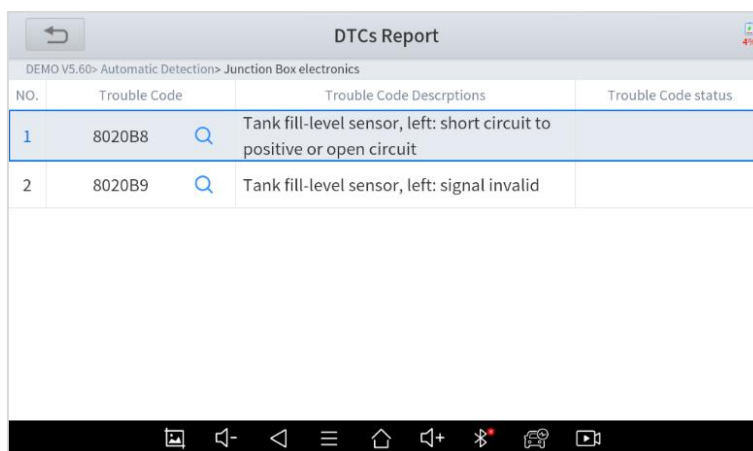 DTCs Report
4%
DEMO V5.60> Automatic Detection> Junction Box electronics
NO. Trouble Code Trouble Code Descrptions Trouble Code status
1 8020B8 Tank fill-level sensor, left: short circuit to
positive or open circuit
2 8020B9 Tank fill-level sensor, left: signal invalid